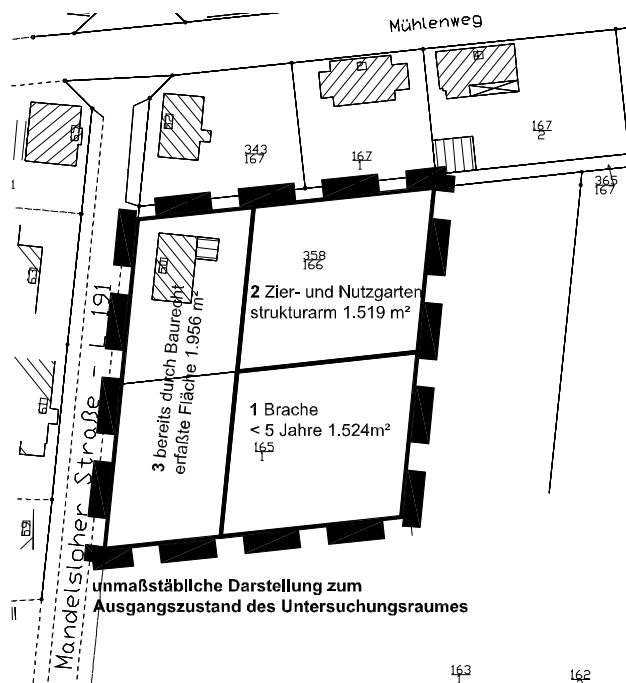 Mühlenweg
343
167
167
1
167
2
365
167
358
166
2 Zier- und Nutzgarten
strukturarm 1.519 m²
3 bereits durch Baurecht
erfaßte Fläche 1.956 m²
1 Brache
< 5 Jahre 1.524m²
165
1
Mandelsloher Straße - L 191
69
unmaßstäbliche Darstellung zum
Ausgangszustand des Untersuchungsraumes
163
1
162